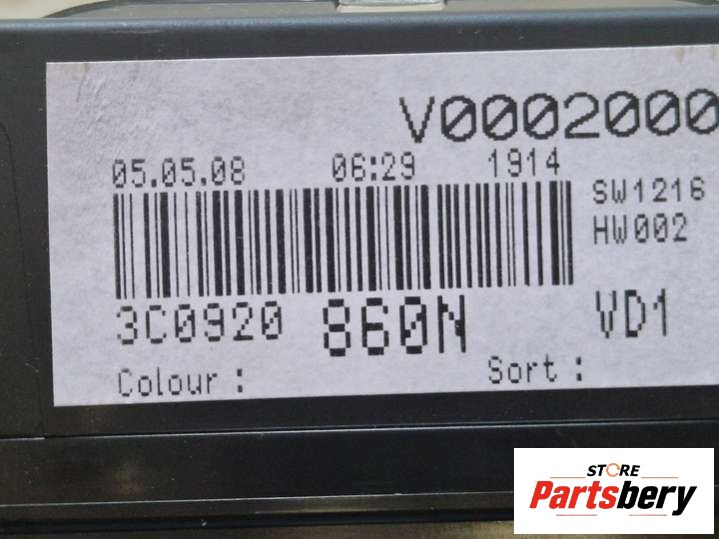 V0002000
05.05.08 06:29 1914
SW1216
HW002
3C0920 860N VD1
Colour : Sort :
STORE
Partsbery